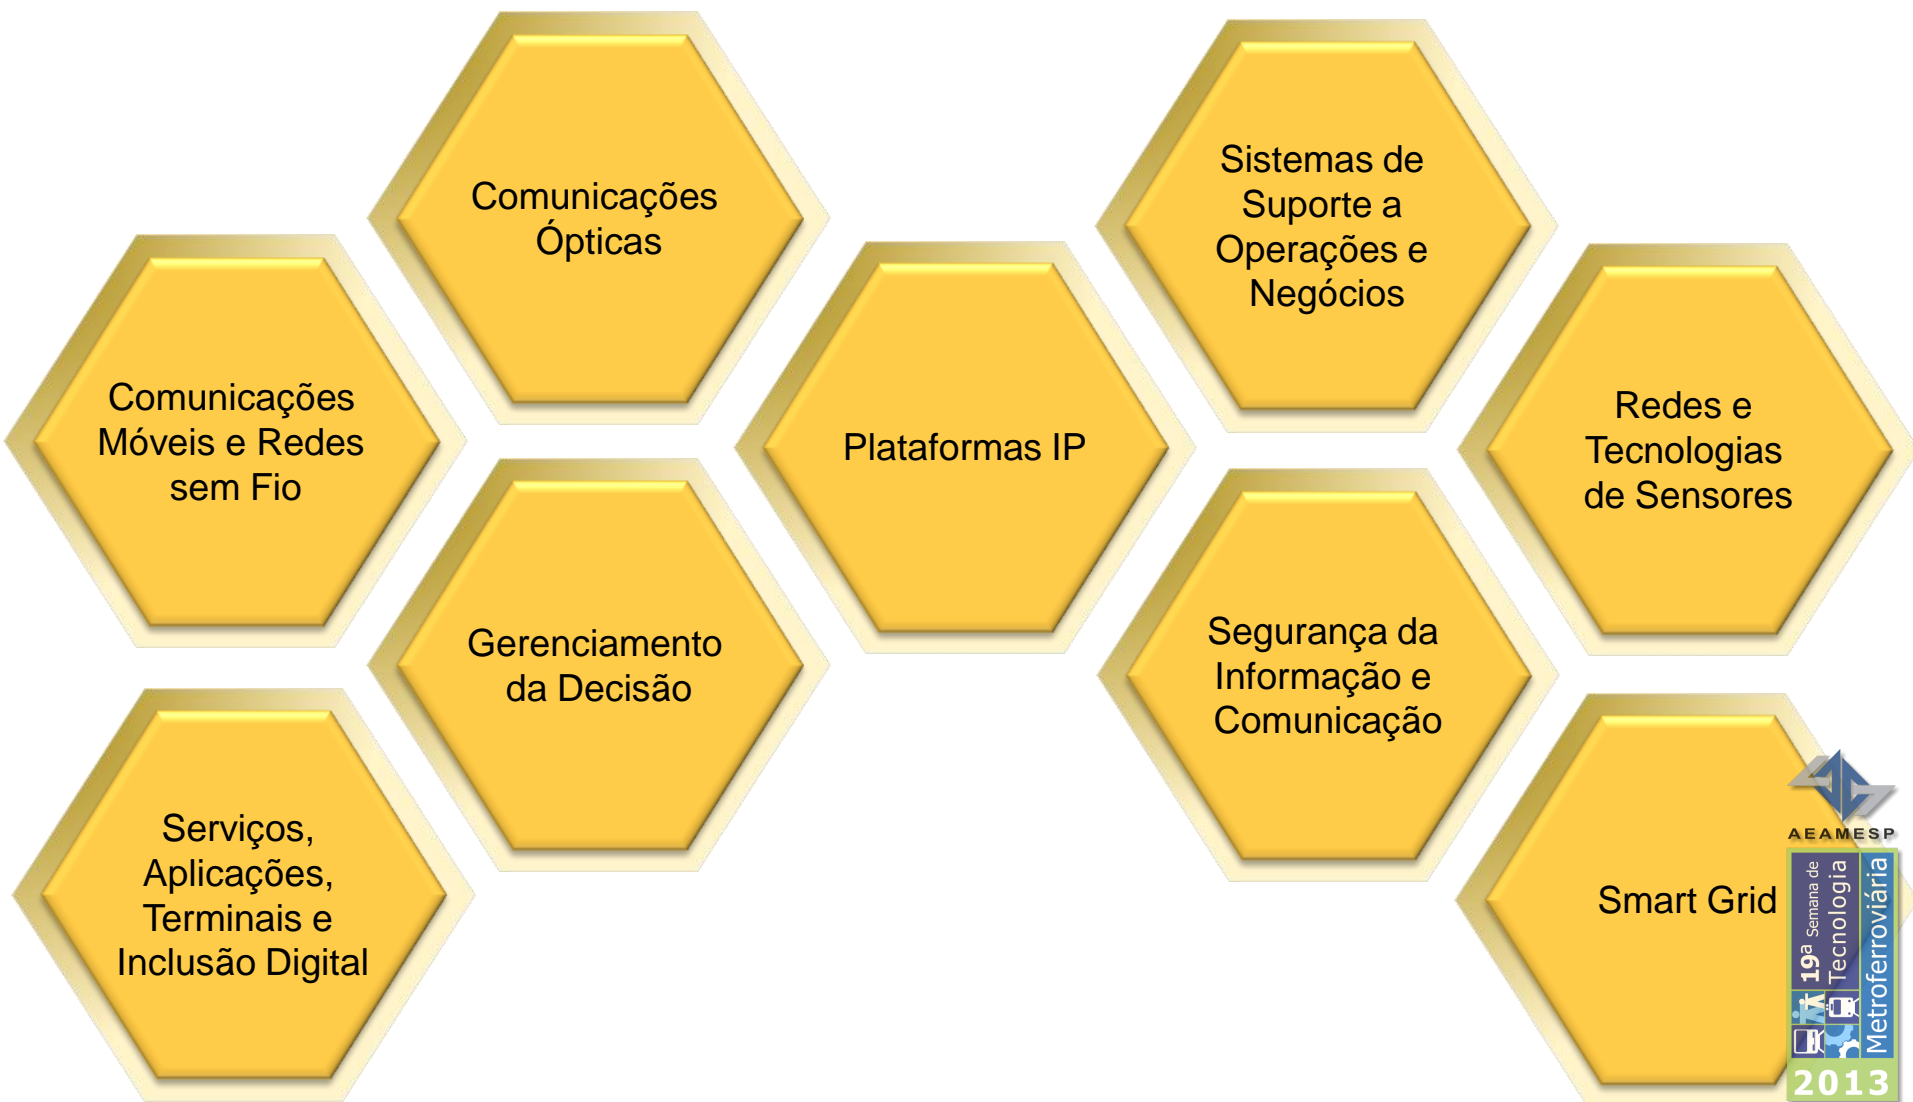 Comunicações
Ópticas
Sistemas de
Suporte a
Operações e
Negócios
Comunicações
Móveis e Redes
sem Fio
Plataformas IP
Redes e
Tecnologias
de Sensores
Gerenciamento
da Decisão
Segurança da
Informação e
Comunicação
Serviços,
Aplicações,
Terminais e
Inclusão Digital
Smart Grid
AEAMESP
19ª Semana de
Tecnologia
Metroferroviária
2013